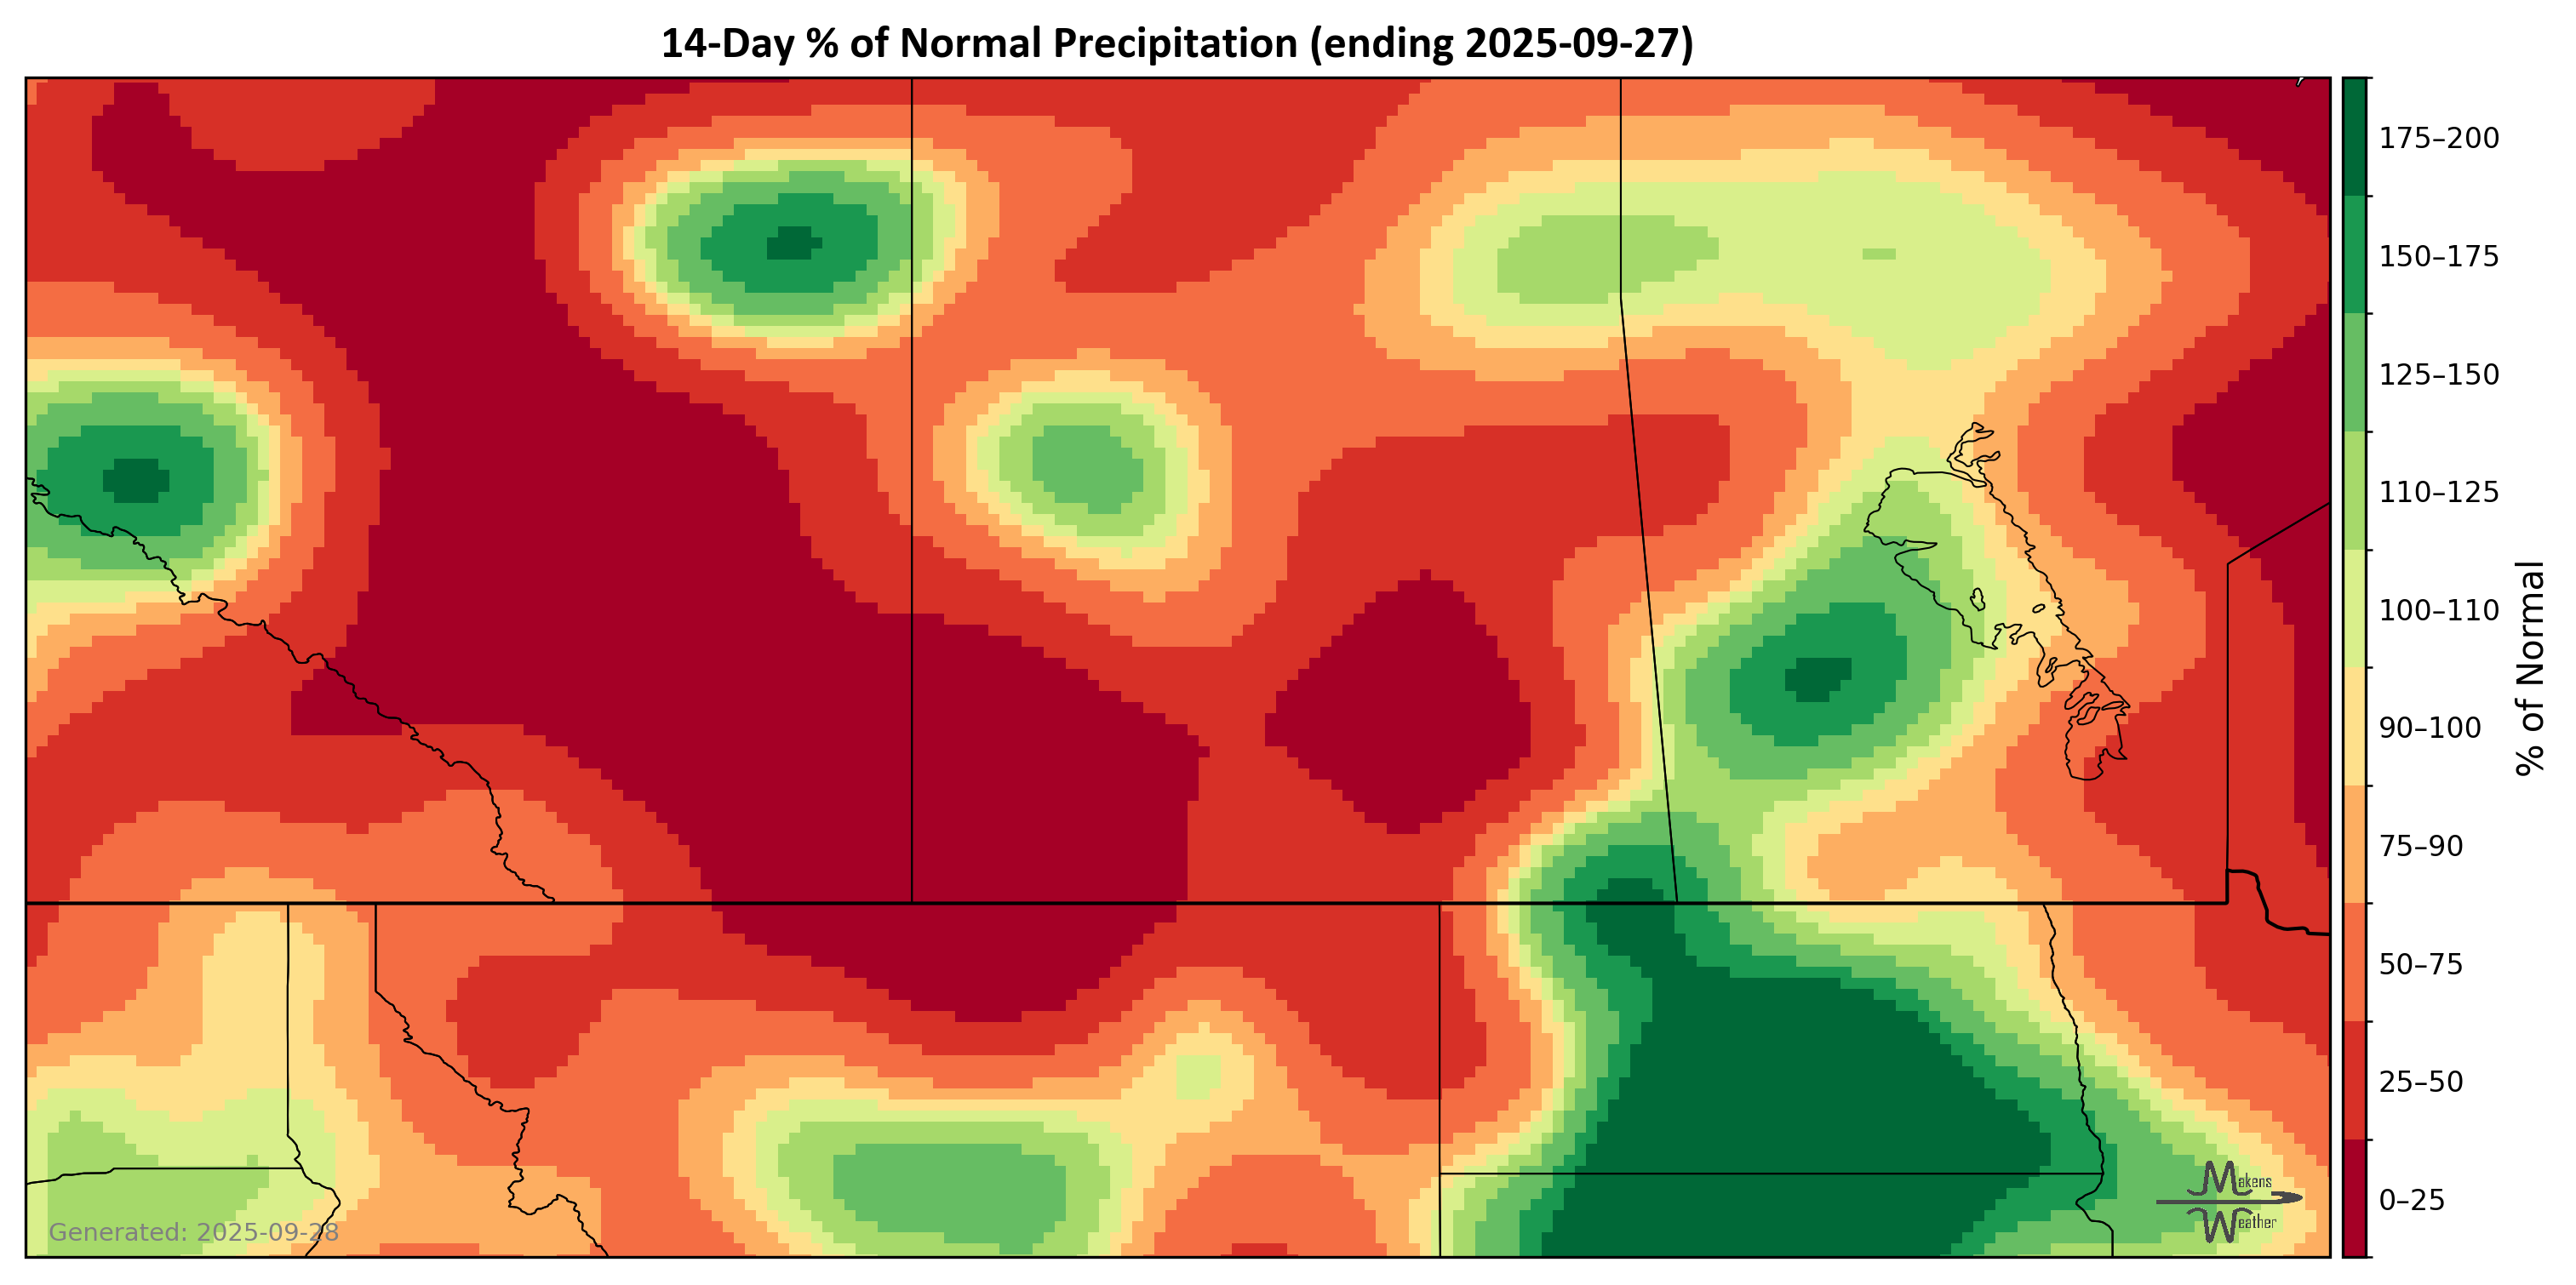 14-Day % of Normal Precipitation (ending 2025-09-27)
175–200
150–175
125–150
110–125
100–110
90–100
75–90
50–75
25–50
0–25
% of Normal
Generated: 2025-09-28
Makens
Weather